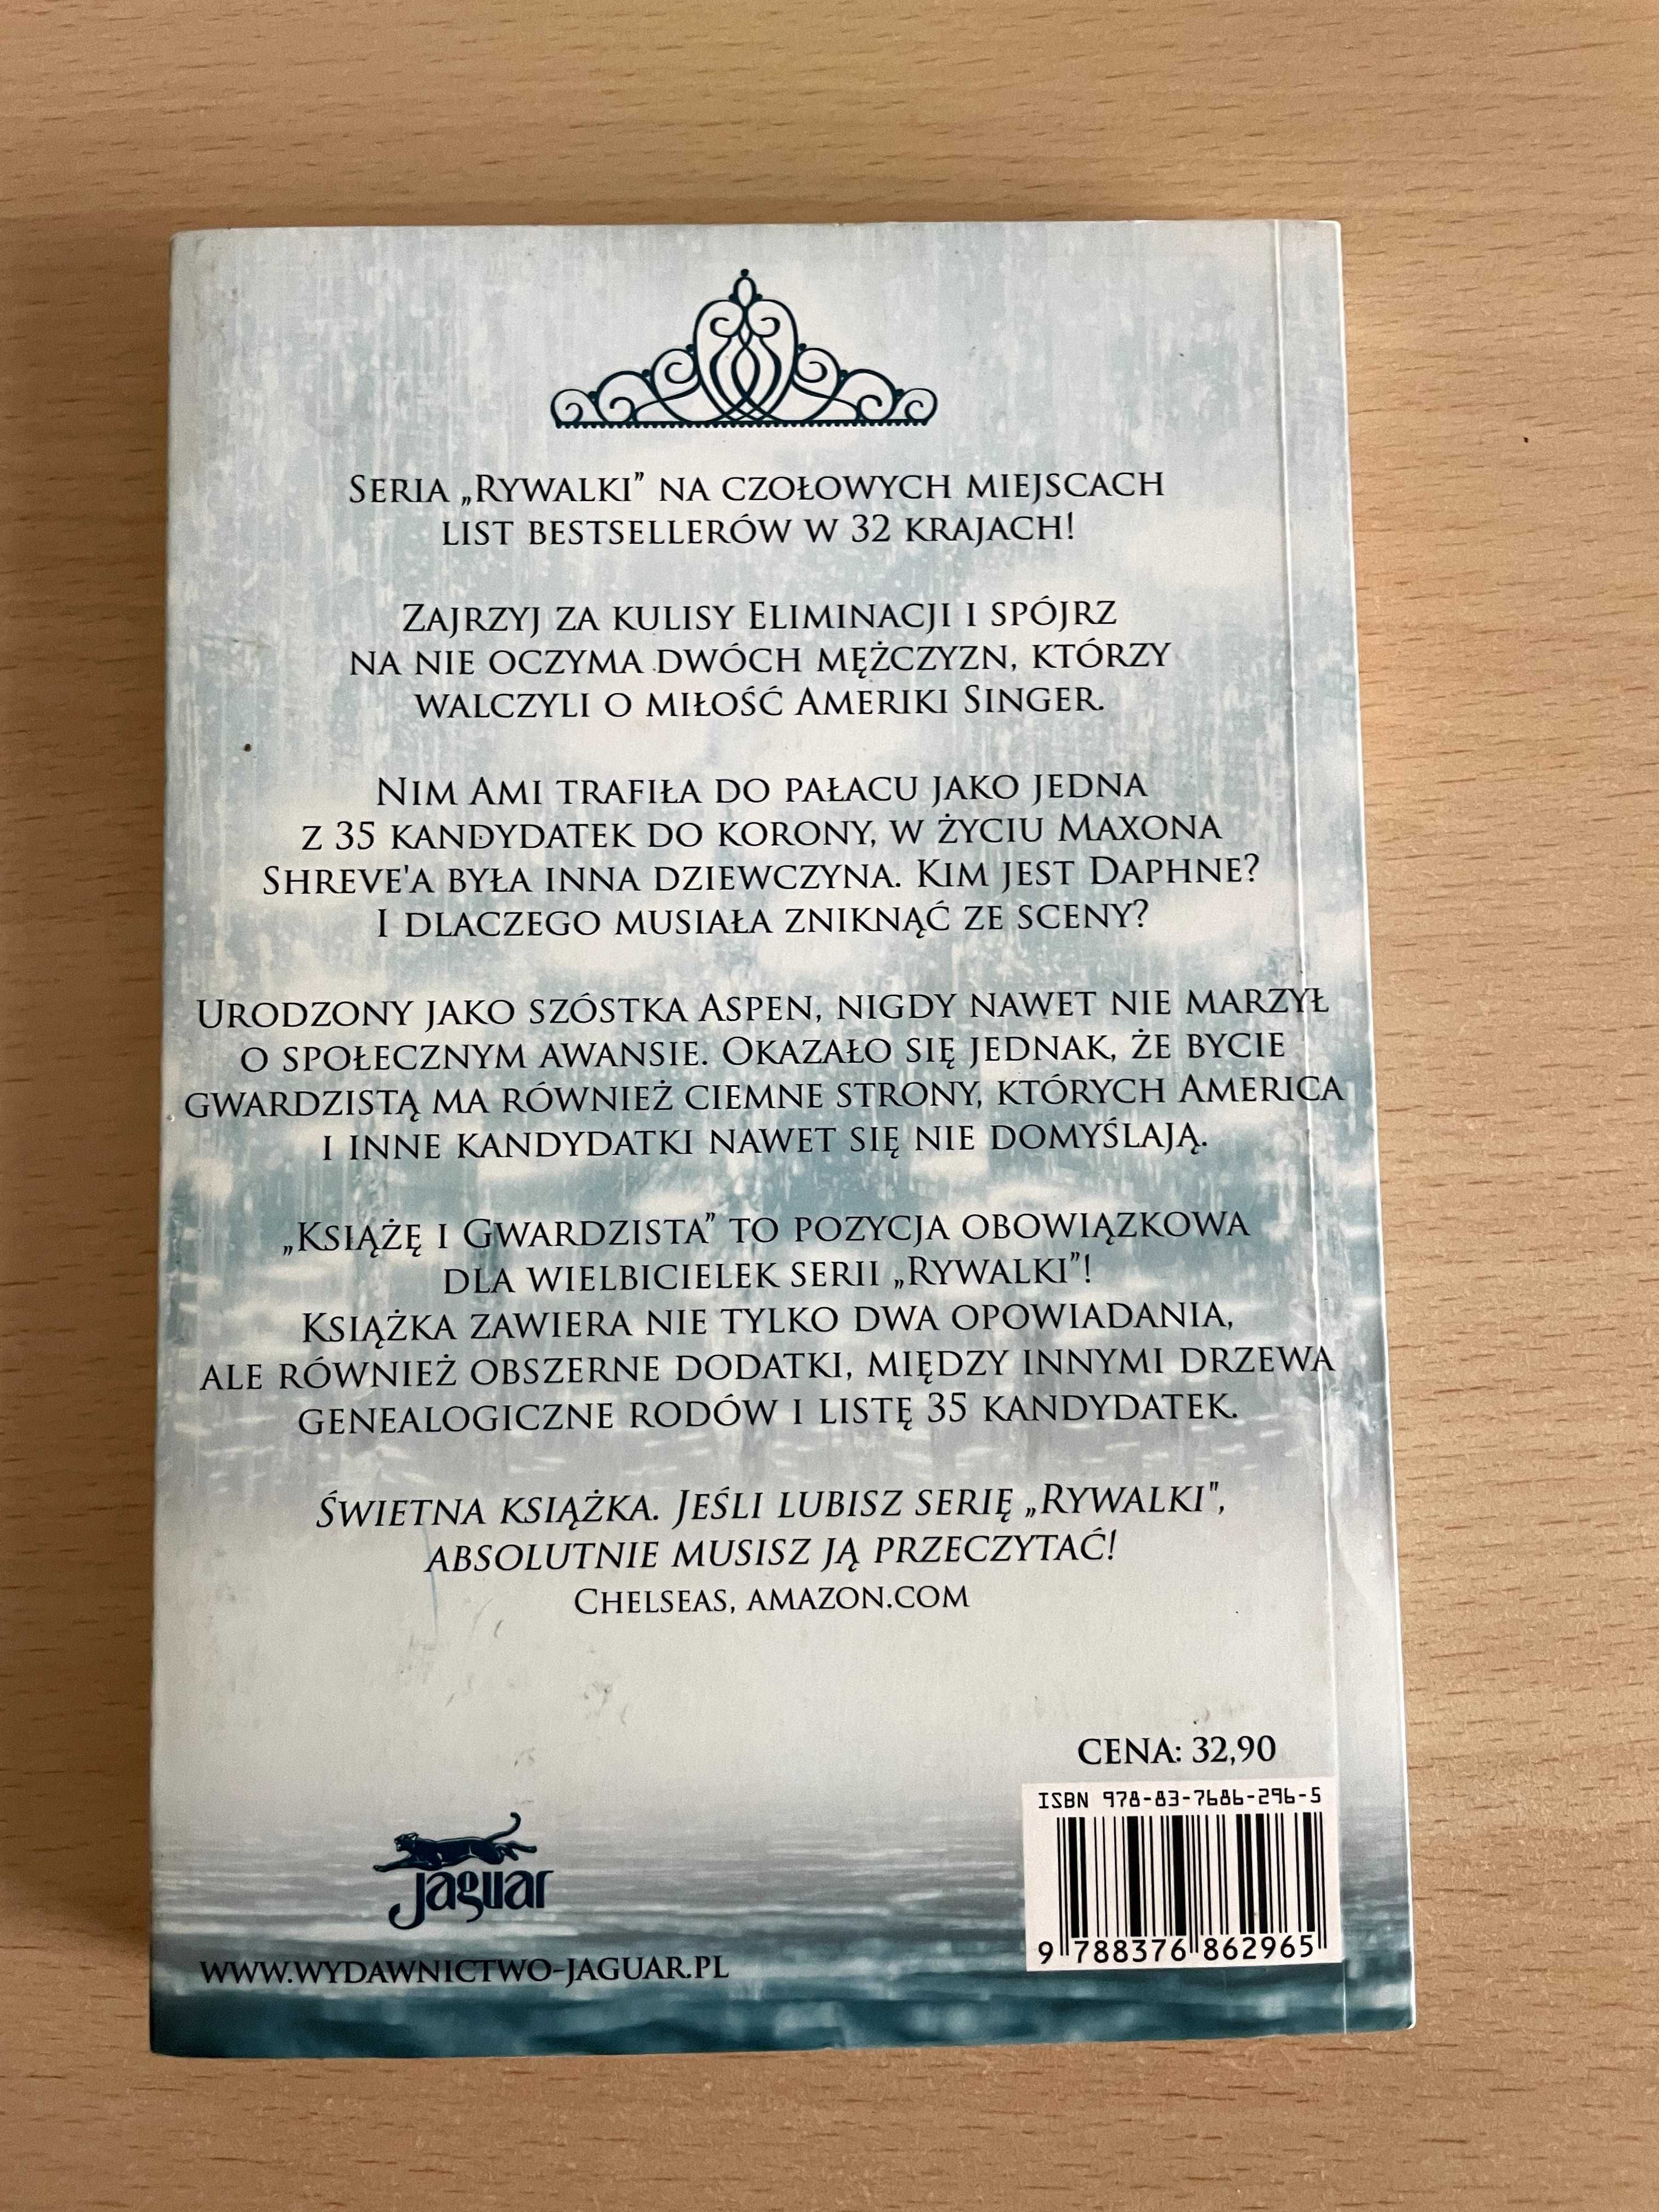 Seria „Rywalki” na czołowych miejscach
list bestsellerów w 32 krajach!
Zajrzyj za kulisy Eliminacji i spójrz
na nie oczyma dwóch mężczyzn, którzy
walczyli o miłość Ameriki Singer.
Nim Ami trafiła do pałacu jako jedna
z 35 kandydatek do korony, w życiu Maxona
Shreve'a była inna dziewczyna. Kim jest Daphne?
I dlaczego musiała zniknąć ze sceny?
Urodzony jako szóstka Aspen, nigdy nawet nie marzył
o społecznym awansie. Okazało się jednak, że bycie
gwardzistą ma również ciemne strony, których America
i inne kandydatki nawet się nie domyślają.
„Książę i Gwardzista” to pozycja obowiązkowa
dla wielbicielek serii „Rywalki”!
Książka zawiera nie tylko dwa opowiadania,
ale również obszerne dodatki, między innymi drzewa
genealogiczne rodów i listę 35 kandydatek.
Świetna książka. Jeśli lubisz serię „Rywalki”,
absolutnie musisz ją przeczytać!
Chelseas, amazon.com
CENA: 32,90
ISBN 978-83-7686-296-5
9 788376 862965
jaguar
www.wydawnictwo-jaguar.pl